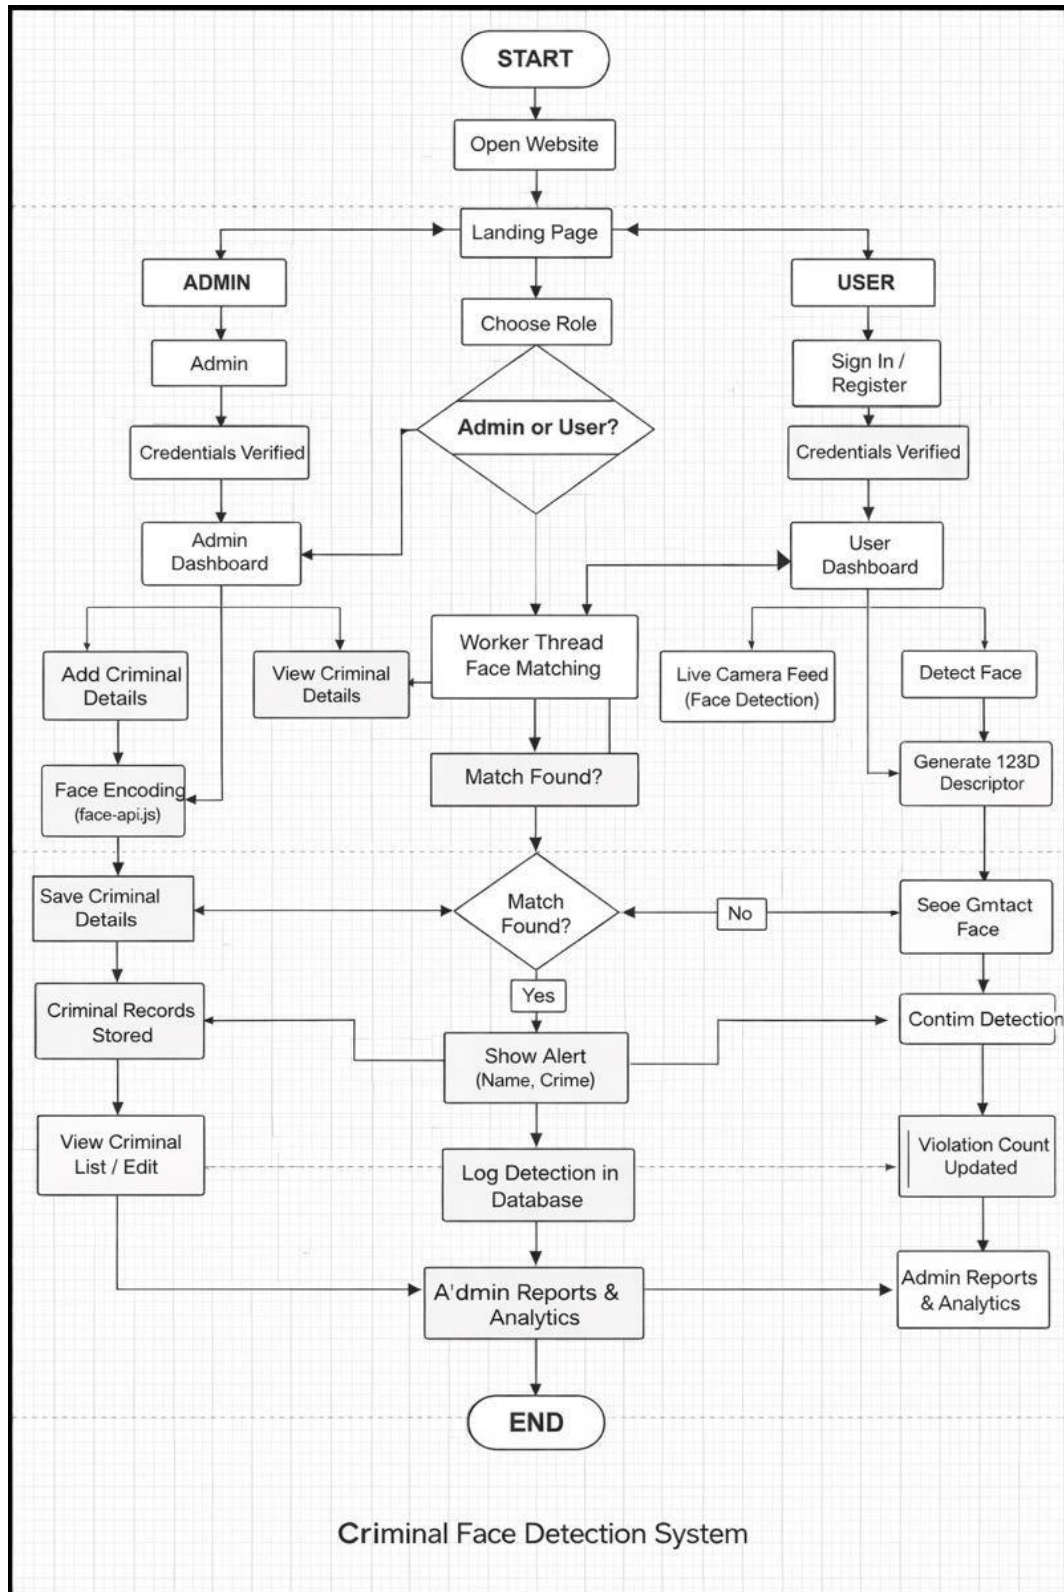 START
Open Website
Landing Page
ADMIN
USER
Choose Role
Admin
Sign In /
Register
Admin or User?
Credentials Verified
Credentials Verified
Admin
Dashboard
User
Dashboard
Add Criminal
Details
View Criminal
Details
Worker Thread
Face Matching
Live Camera Feed
(Face Detection)
Detect Face
Face Encoding
(face-api.js)
Match Found?
Generate 123D
Descriptor
Save Criminal
Details
Match
Found?
No
Seoe Gmtact
Face
Yes
Criminal Records
Stored
Show Alert
(Name, Crime)
Contim Detection
View Criminal
List / Edit
Log Detection in
Database
Violation Count
Updated
A'dmin Reports &
Analytics
Admin Reports
& Analytics
END
Criminal Face Detection System